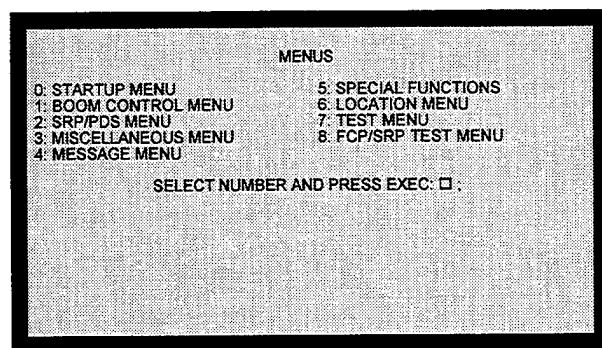 MENUS
0: STARTUP MENU
1: BOOM CONTROL MENU
2: SRP/PDS MENU
3: MISCELLANEOUS MENU
4: MESSAGE MENU
5: SPECIAL FUNCTIONS
6: LOCATION MENU
7: TEST MENU
8: FCP/SRP TEST MENU
SELECT NUMBER AND PRESS EXEC: □ ;